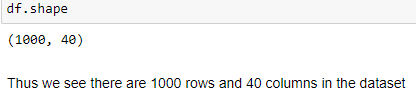 df.shape
(1000, 40)
Thus we see there are 1000 rows and 40 columns in the dataset